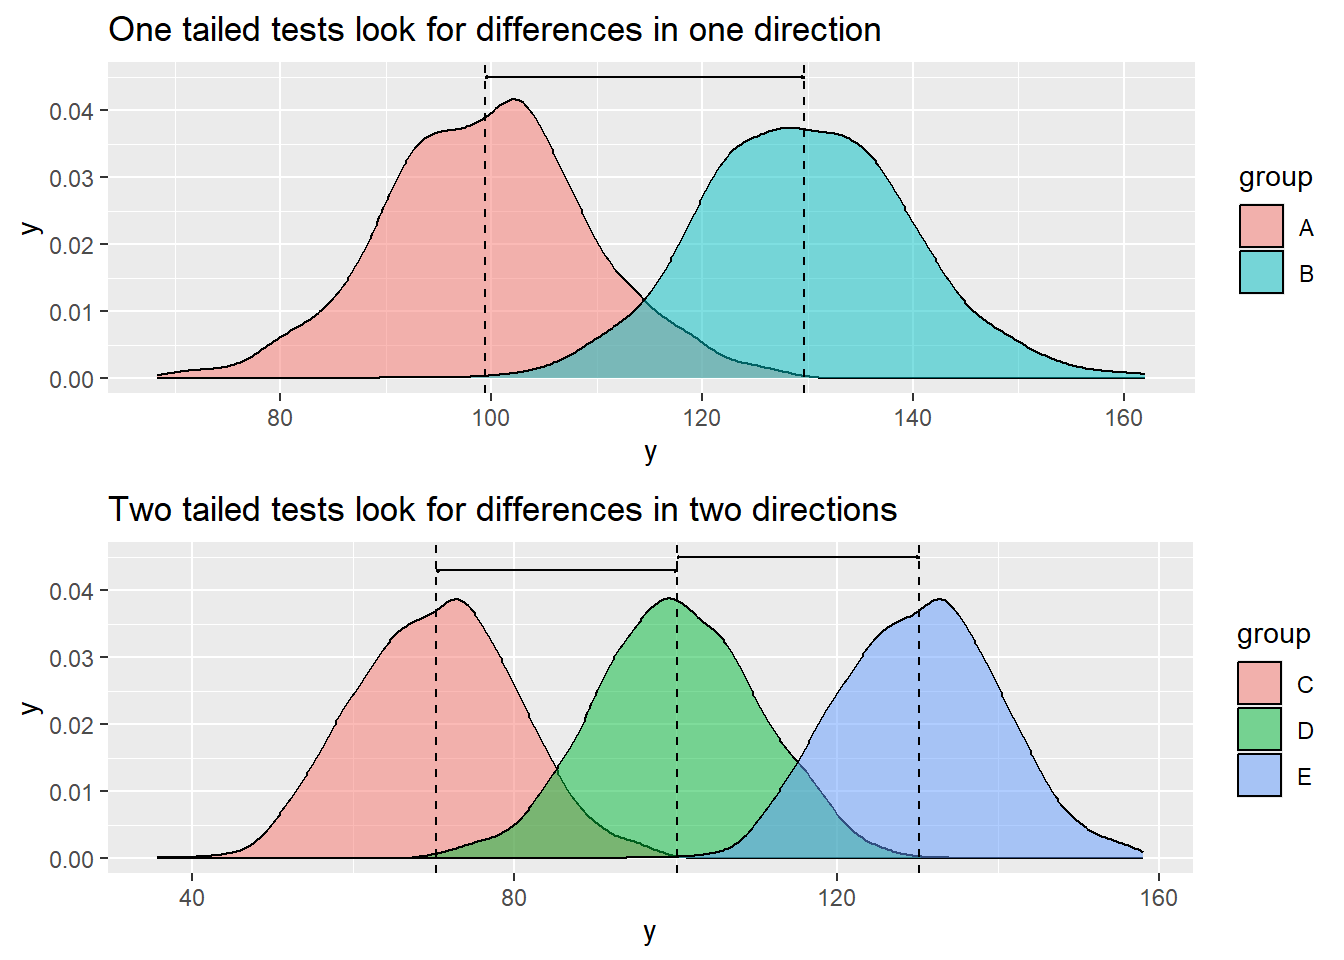 One tailed tests look for differences in one direction
0.04
0.03
0.02
0.01
0.00
y
80 100 120 140 160
y
group
A
B
Two tailed tests look for differences in two directions
0.04
0.03
0.02
0.01
0.00
y
40 80 120 160
y
group
C
D
E